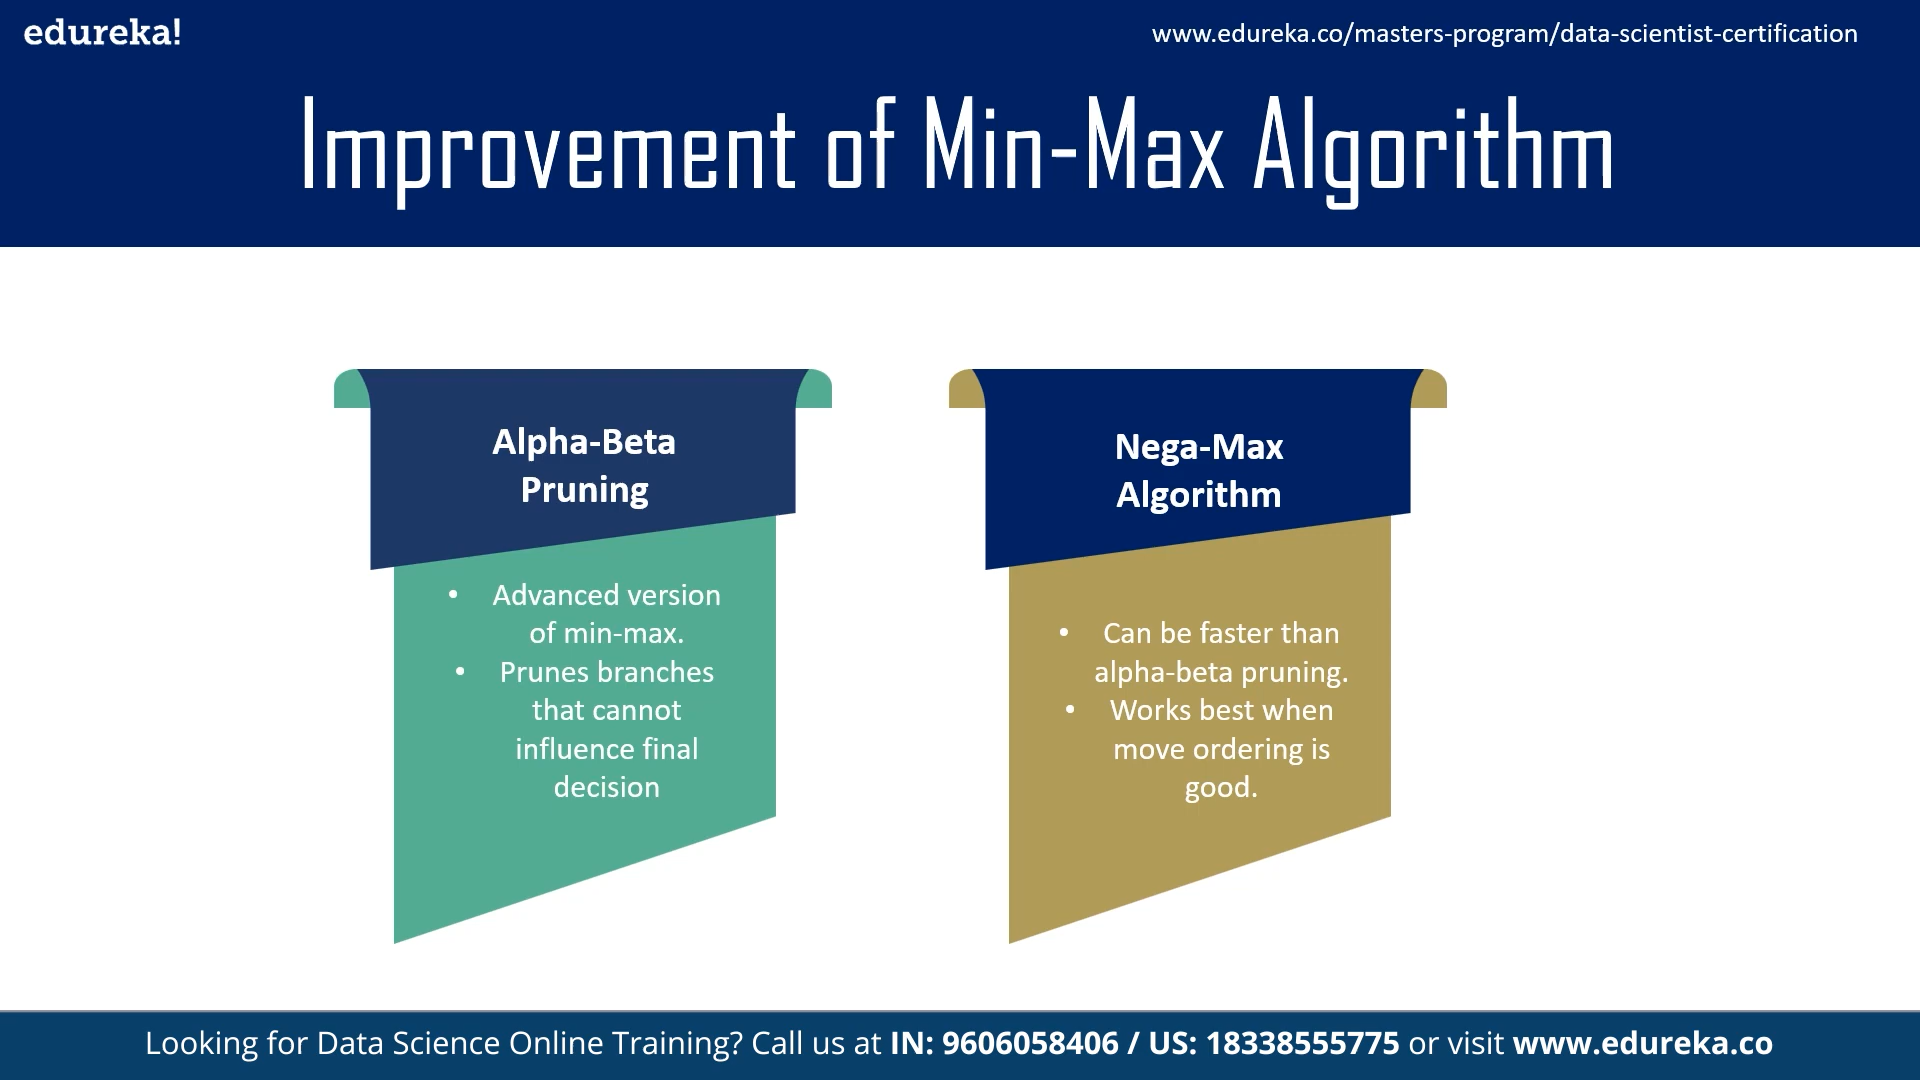 edureka!
www.edureka.co/masters-program/data-scientist-certification
Improvement of Min-Max Algorithm
Alpha-Beta
Pruning
• Advanced version
of min-max.
• Prunes branches
that cannot
influence final
decision
Nega-Max
Algorithm
• Can be faster than
alpha-beta pruning.
• Works best when
move ordering is
good.
Looking for Data Science Online Training? Call us at IN: 9606058406 / US: 18338555775 or visit www.edureka.co